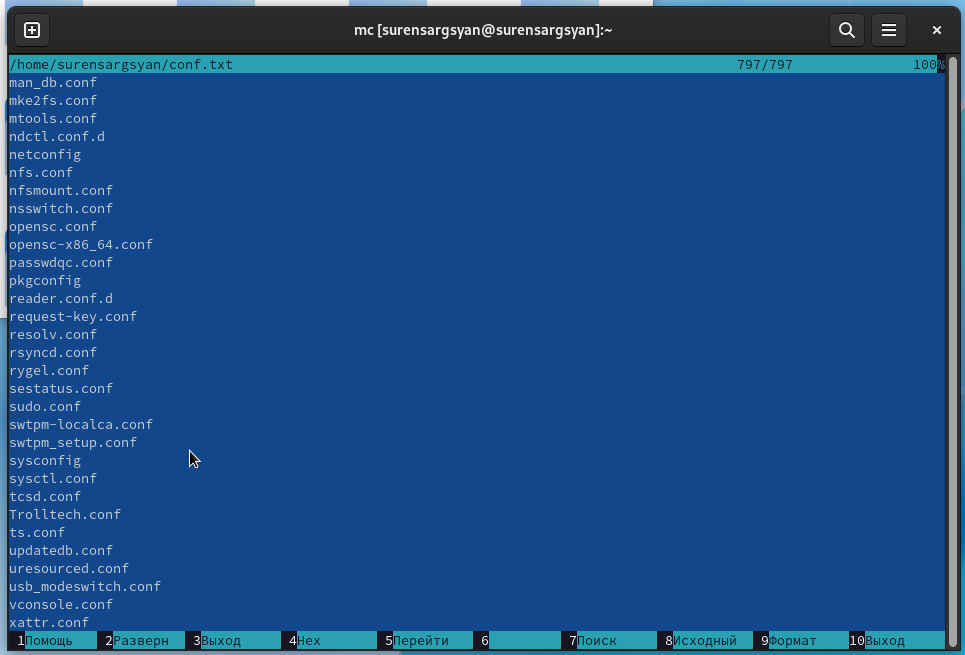 mc [surensargsyan@surensargsyan]:~
/home/surensargsyan/conf.txt 797/797 100%
man_db.conf
mke2fs.conf
mtools.conf
ndctl.conf.d
netconfig
nfs.conf
nfsmount.conf
nsswitch.conf
opensc.conf
opensc-x86_64.conf
passwdqc.conf
pkgconfig
reader.conf.d
request-key.conf
resolv.conf
rsyncd.conf
rygel.conf
sestatus.conf
sudo.conf
swtpm-localca.conf
swtpm_setup.conf
sysconfig
sysctl.conf
tcsd.conf
Trolltech.conf
ts.conf
updatedb.conf
uresourced.conf
usb_modeswitch.conf
vconsole.conf
xattr.conf
1Помощь 2Разверн 3Выход 4Hex 5Перейти 6 7Поиск 8Исходный 9Формат 10Выход